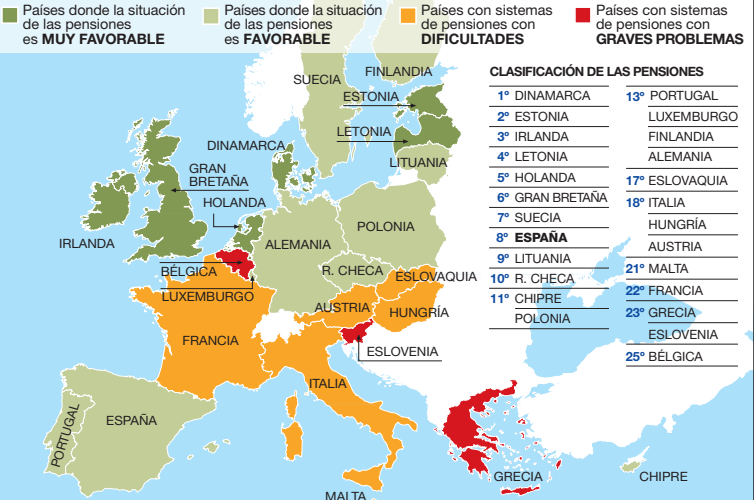 Países donde la situación
de las pensiones
es MUY FAVORABLE
Países donde la situación
de las pensiones
es FAVORABLE
Países con sistemas
de pensiones con
DIFICULTADES
Países con sistemas
de pensiones con
GRAVES PROBLEMAS
SUECIA
FINLANDIA
ESTONIA
LETONIA
LITUANIA
DINAMARCA
GRAN
BRETAÑA
HOLANDA
IRLANDA
POLONIA
ALEMANIA
BÉLGICA
R. CHECA
ESLOVAQUIA
LUXEMBURGO
AUSTRIA
HUNGRÍA
FRANCIA
ESLOVENIA
ITALIA
PORTUGAL
ESPAÑA
GRECIA
CHIPRE
MALTA
CLASIFICACIÓN DE LAS PENSIONES
1º DINAMARCA
2º ESTONIA
3º IRLANDA
4º LETONIA
5º HOLANDA
6º GRAN BRETAÑA
7º SUECIA
8º ESPAÑA
9º LITUANIA
10º R. CHECA
11º CHIPRE
POLONIA
13º PORTUGAL
LUXEMBURGO
FINLANDIA
ALEMANIA
17º ESLOVAQUIA
18º ITALIA
HUNGRÍA
AUSTRIA
21º MALTA
22º FRANCIA
23º GRECIA
ESLOVENIA
25º BÉLGICA